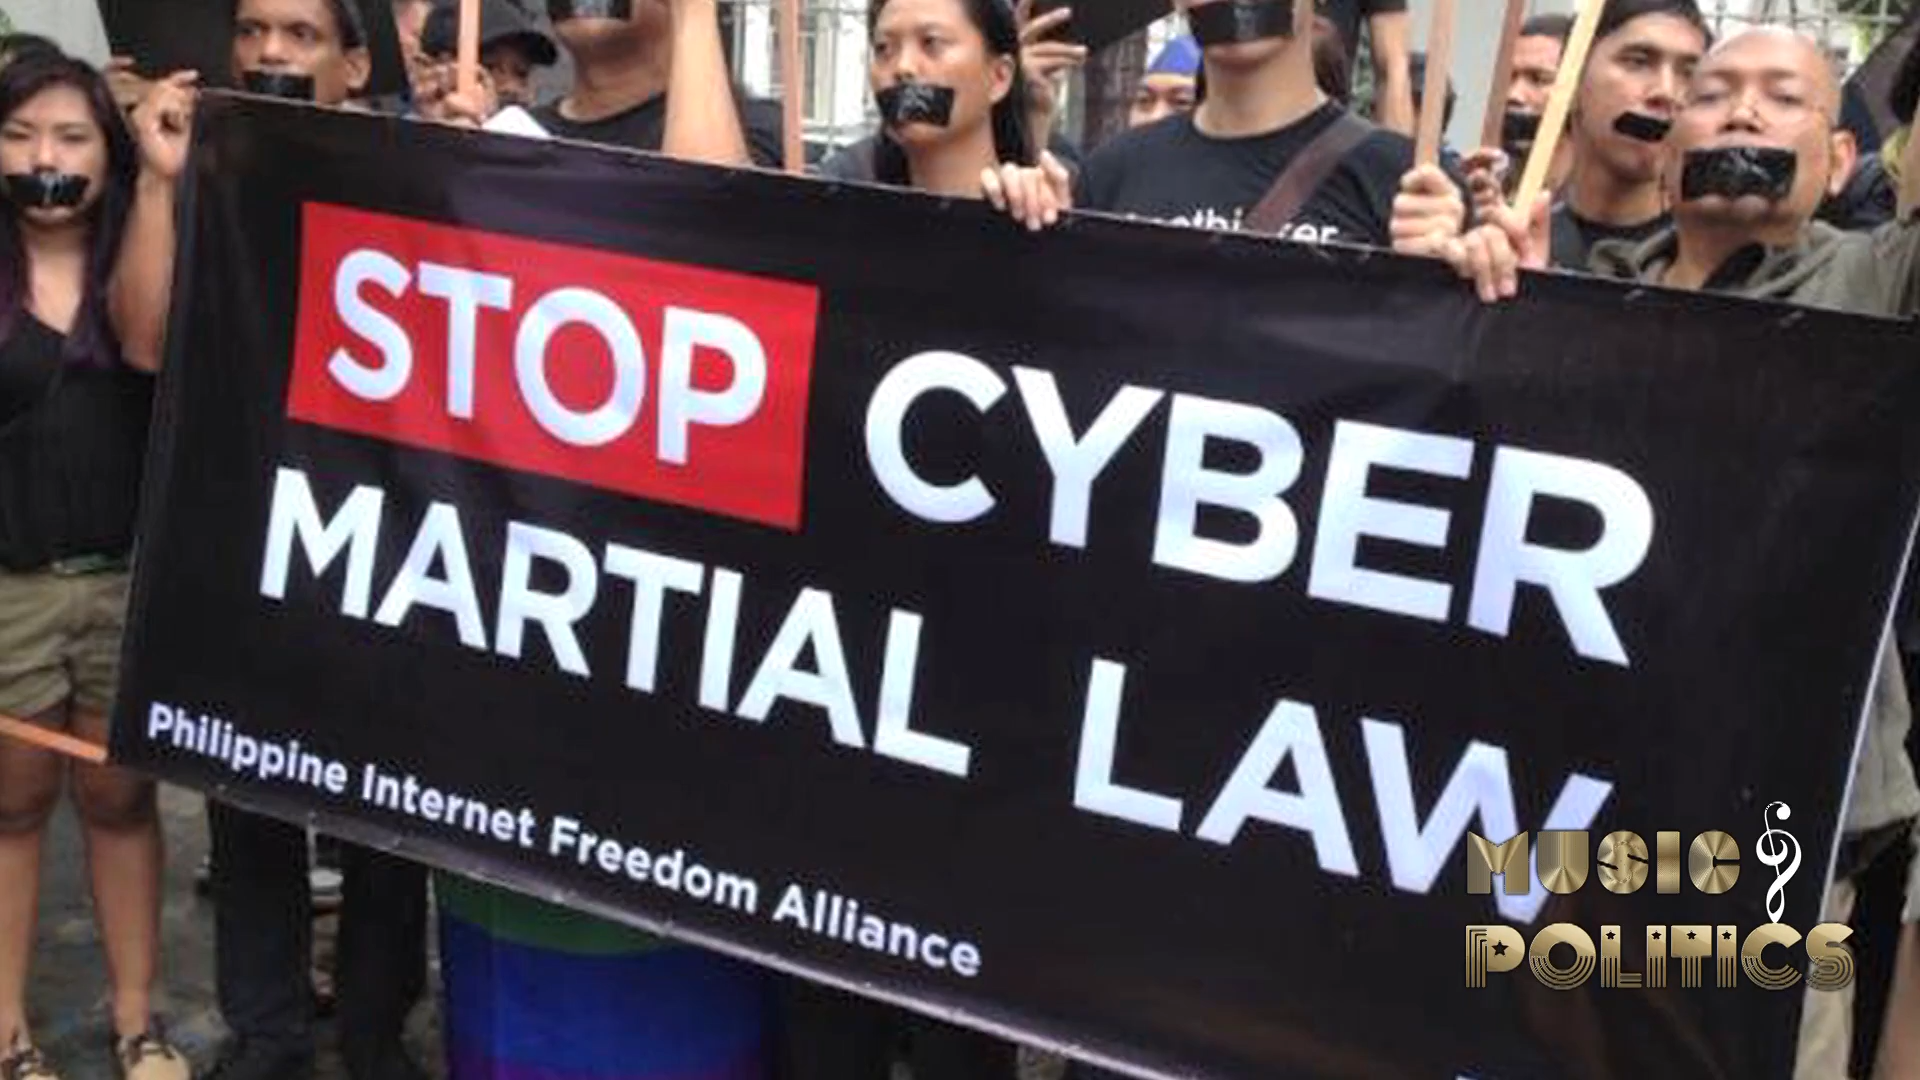 STOP CYBER
MARTIAL LAW
Philippine Internet Freedom Alliance
MUSIC
POLITICS